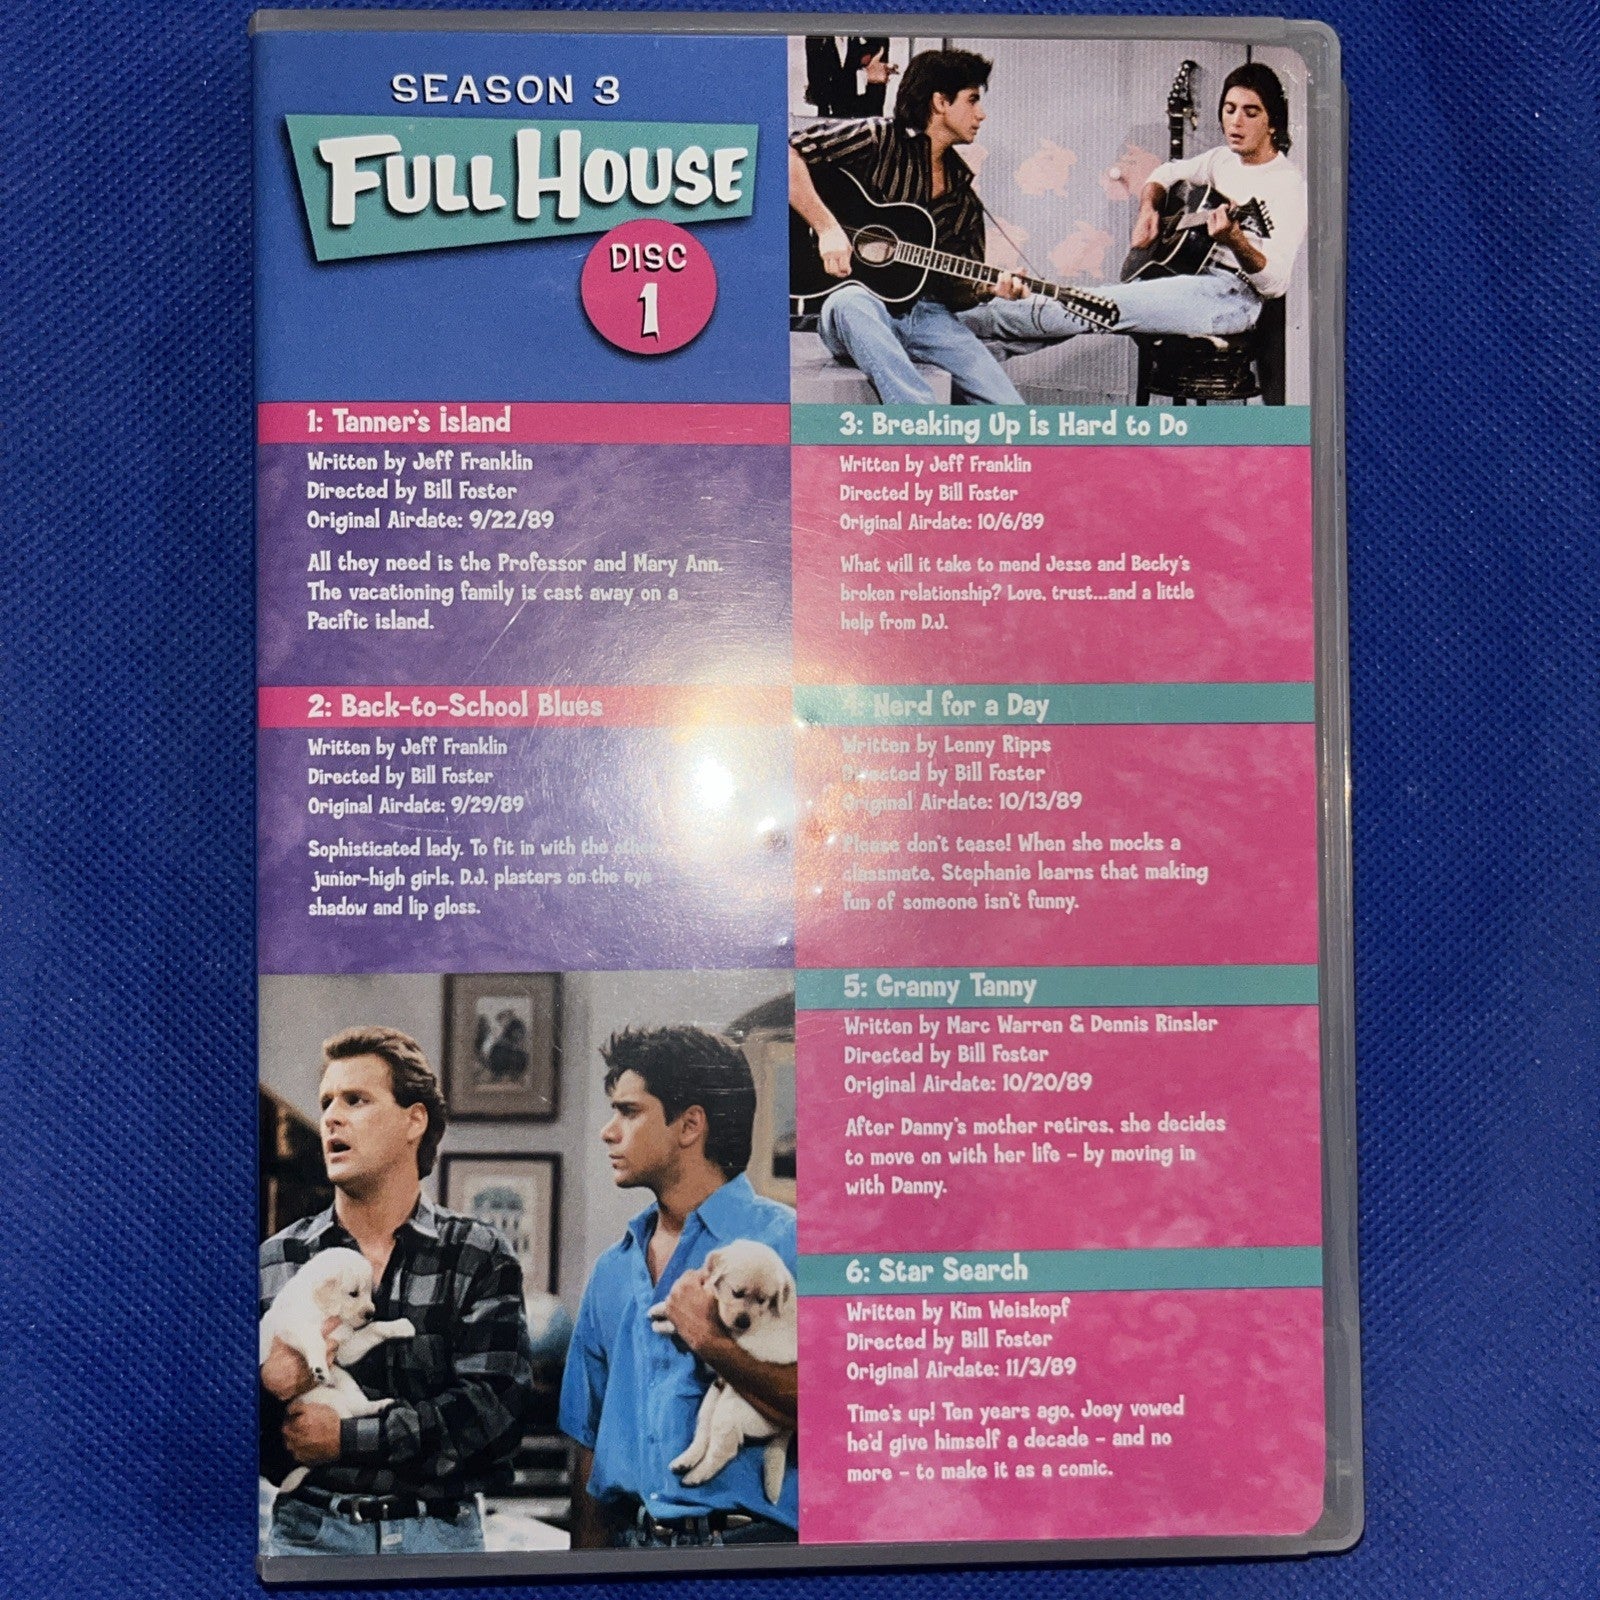 SEASON 3
FULL HOUSE
DISC
1
1: Tanner's island
Written by Jeff Franklin
Directed by Bill Foster
Original Airdate: 9/22/89
All they need is the Professor and Mary Ann.
The vacationing family is cast away on a
Pacific island.
2: Back-to-School Blues
Written by Jeff Franklin
Directed by Bill Foster
Original Airdate: 9/29/89
Sophisticated lady. To fit in with the other
junior-high girls, D.J. plasters on the eye
shadow and lip gloss.
3: Breaking Up is Hard to Do
Written by Jeff Franklin
Directed by Bill Foster
Original Airdate: 10/6/89
What will it take to mend Jesse and Becky's
broken relationship? Love, trust...and a little
help from D.J.
4: Nerd for a Day
Written by Lenny Ripps
Directed by Bill Foster
Original Airdate: 10/13/89
Please don't tease! When she mocks a
classmate, Stephanie learns that making
fun of someone isn't funny.
5: Granny Tanny
Written by Marc Warren & Dennis Rinsler
Directed by Bill Foster
Original Airdate: 10/20/89
After Danny's mother retires, she decides
to move on with her life - by moving in
with Danny.
6: Star Search
Written by Kim Weiskopf
Directed by Bill Foster
Original Airdate: 11/3/89
Time's up! Ten years ago, Joey vowed
he'd give himself a decade - and no
more - to make it as a comic.